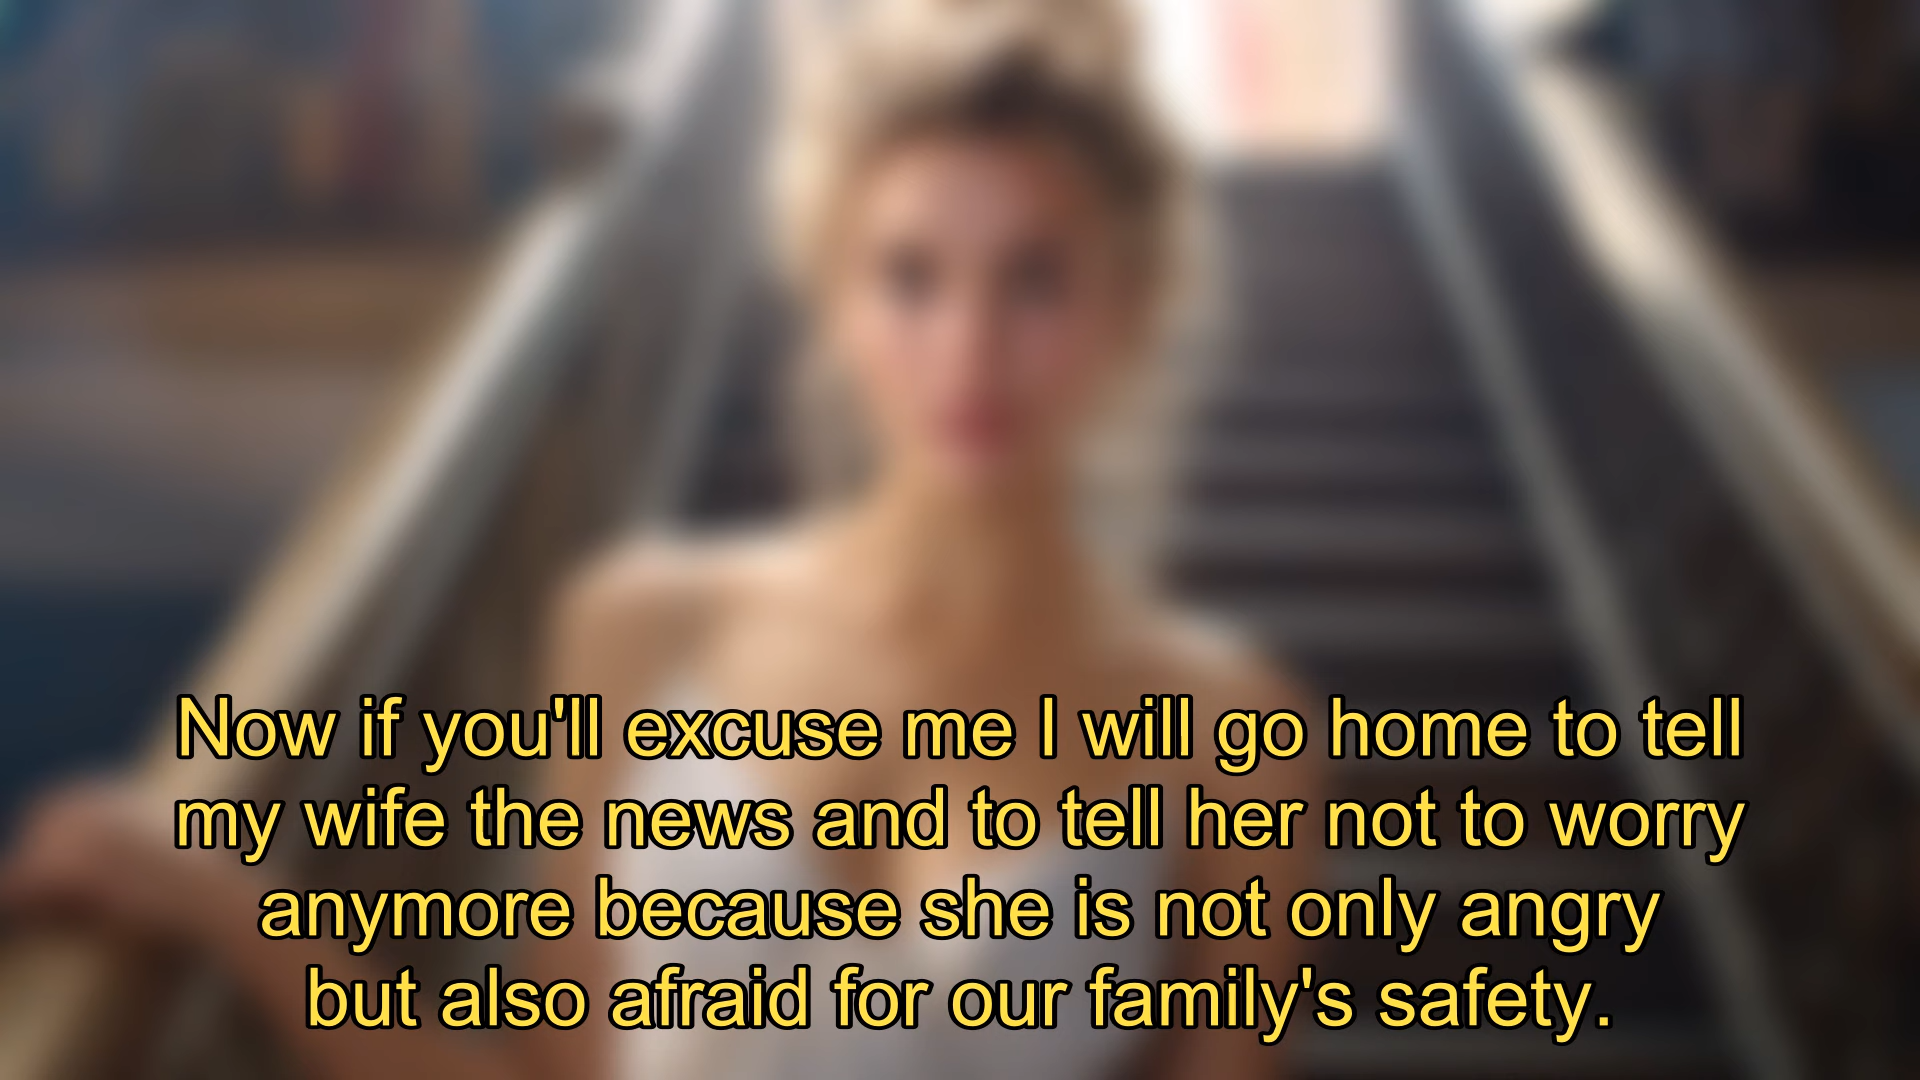 Now if you'll excuse me I will go home to tell
my wife the news and to tell her not to worry
anymore because she is not only angry
but also afraid for our family's safety.